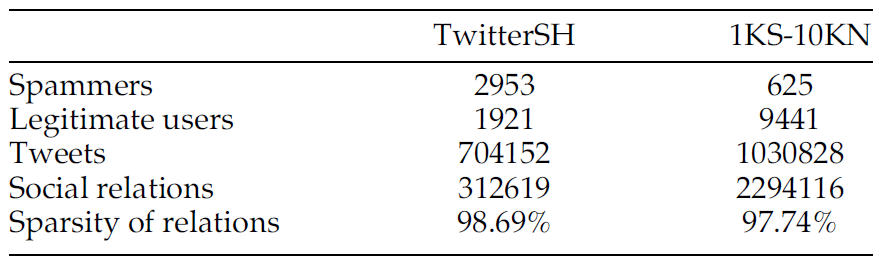 TwitterSH 1KS-10KN
Spammers 2953 625
Legitimate users 1921 9441
Tweets 704152 1030828
Social relations 312619 2294116
Sparsity of relations 98.69% 97.74%